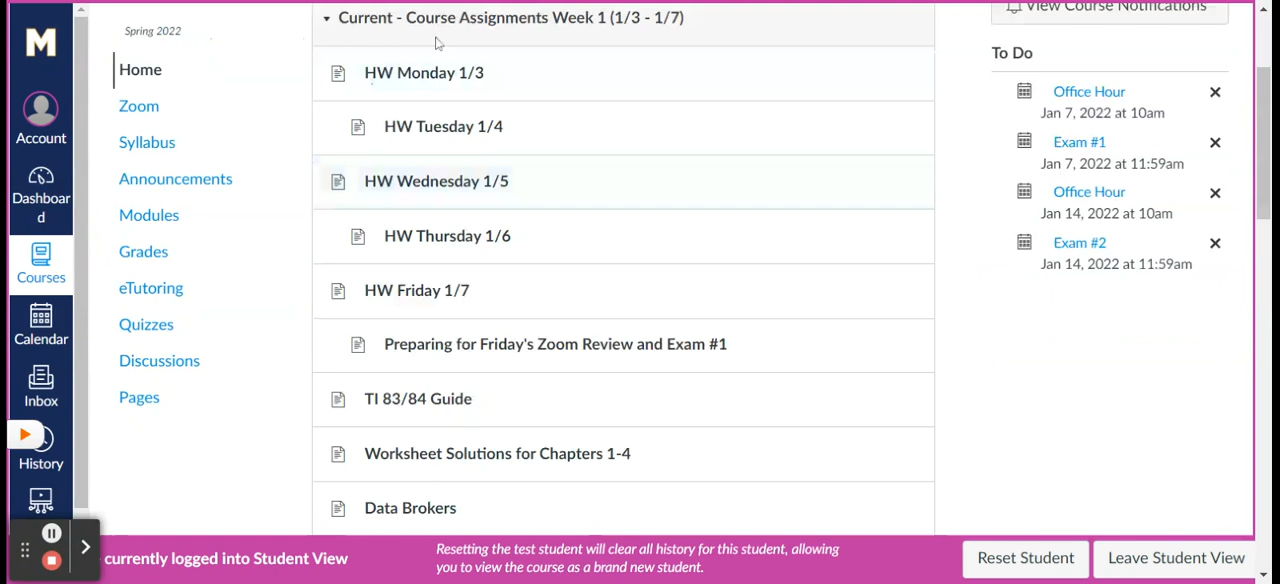 M
Account
Dashboar
d
Courses
Calendar
Inbox
History
Spring 2022
Home
Zoom
Syllabus
Announcements
Modules
Grades
eTutoring
Quizzes
Discussions
Pages
Current - Course Assignments Week 1 (1/3 - 1/7)
HW Monday 1/3
HW Tuesday 1/4
HW Wednesday 1/5
HW Thursday 1/6
HW Friday 1/7
Preparing for Friday's Zoom Review and Exam #1
TI 83/84 Guide
Worksheet Solutions for Chapters 1-4
Data Brokers
View Course Notifications
To Do
Office Hour
Jan 7, 2022 at 10am
Exam #1
Jan 7, 2022 at 11:59am
Office Hour
Jan 14, 2022 at 10am
Exam #2
Jan 14, 2022 at 11:59am
currently logged into Student View
Resetting the test student will clear all history for this student, allowing
you to view the course as a brand new student.
Reset Student
Leave Student View